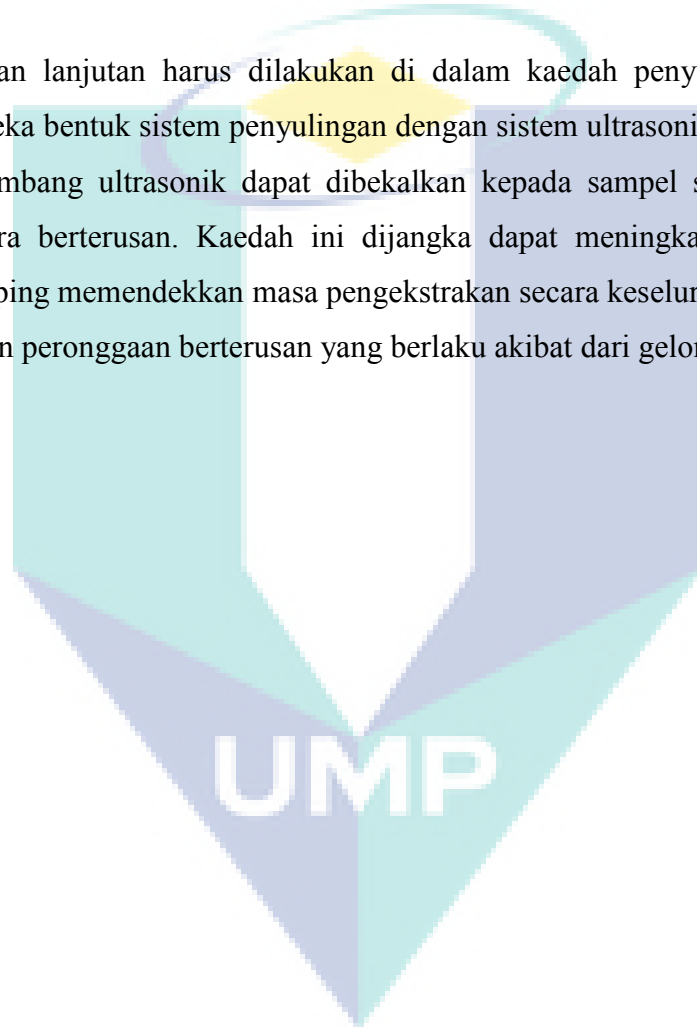 an lanjutan harus dilakukan di dalam kaedah peny
eka bentuk sistem penyulingan dengan sistem ultrasoni
mbang ultrasonik dapat dibekalkan kepada sampel s
ra berterusan. Kaedah ini dijangka dapat meningka
ping memendekkan masa pengekstrakan secara keselur
n peronggaan berterusan yang berlaku akibat dari gelor
UMP